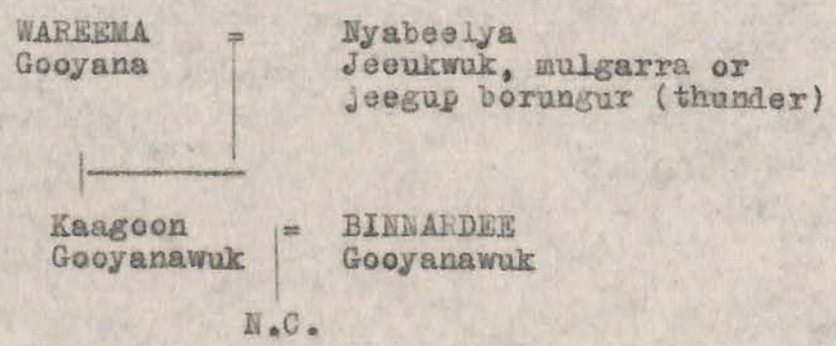 WAREEMA = Nyabeelya
Gooyana Jeeukwuk, mulgarra or
jeegup borungur (thunder)
Kaagoon = BINNARDEE
Gooyanawuk Gooyanawuk
N.C.